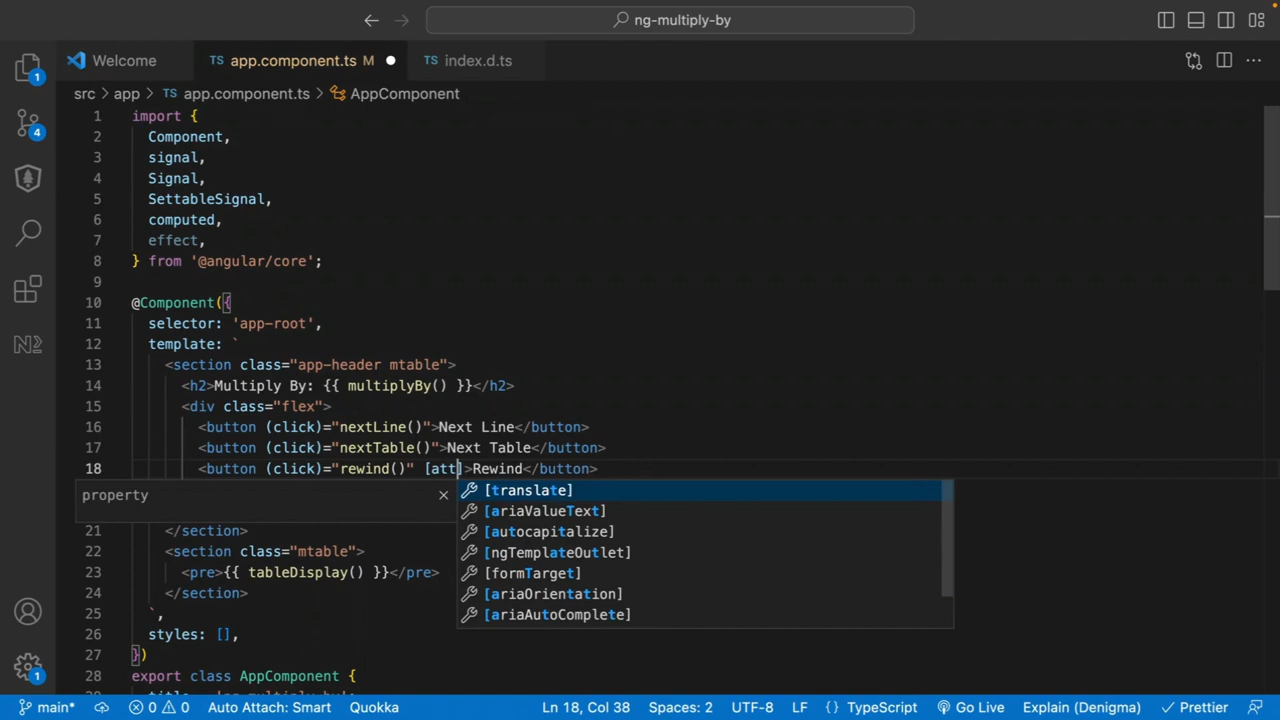 ng-multiply-by
Welcome
TS app.component.ts M
TS index.d.ts
src > app > TS app.component.ts > AppComponent
1 import {
2 Component,
3 signal,
4 Signal,
5 SettableSignal,
6 computed,
7 effect,
8 } from '@angular/core';
9
10 @Component({
11 selector: 'app-root',
12 template: `
13 <section class="app-header mtable">
14 <h2>Multiply By: {{ multiplyBy() }}</h2>
15 <div class="flex">
16 <button (click)="nextLine()">Next Line</button>
17 <button (click)="nextTable()">Next Table</button>
18 <button (click)="rewind()" [att]>Rewind</button>
property
[translate]
[ariaValueText]
[autocapitalize]
[ngTemplateOutlet]
[formTarget]
[ariaOrientation]
[ariaAutoComplete]
21 </section>
22 <section class="mtable">
23 <pre>{{ tableDisplay() }}</pre>
24 </section>
25 `,
26 styles: [],
27 })
28 export class AppComponent {
1
4
1
main* 0 0 Auto Attach: Smart Quokka Ln 18, Col 38 Spaces: 2 UTF-8 LF {} TypeScript Go Live Explain (Denigma) Prettier